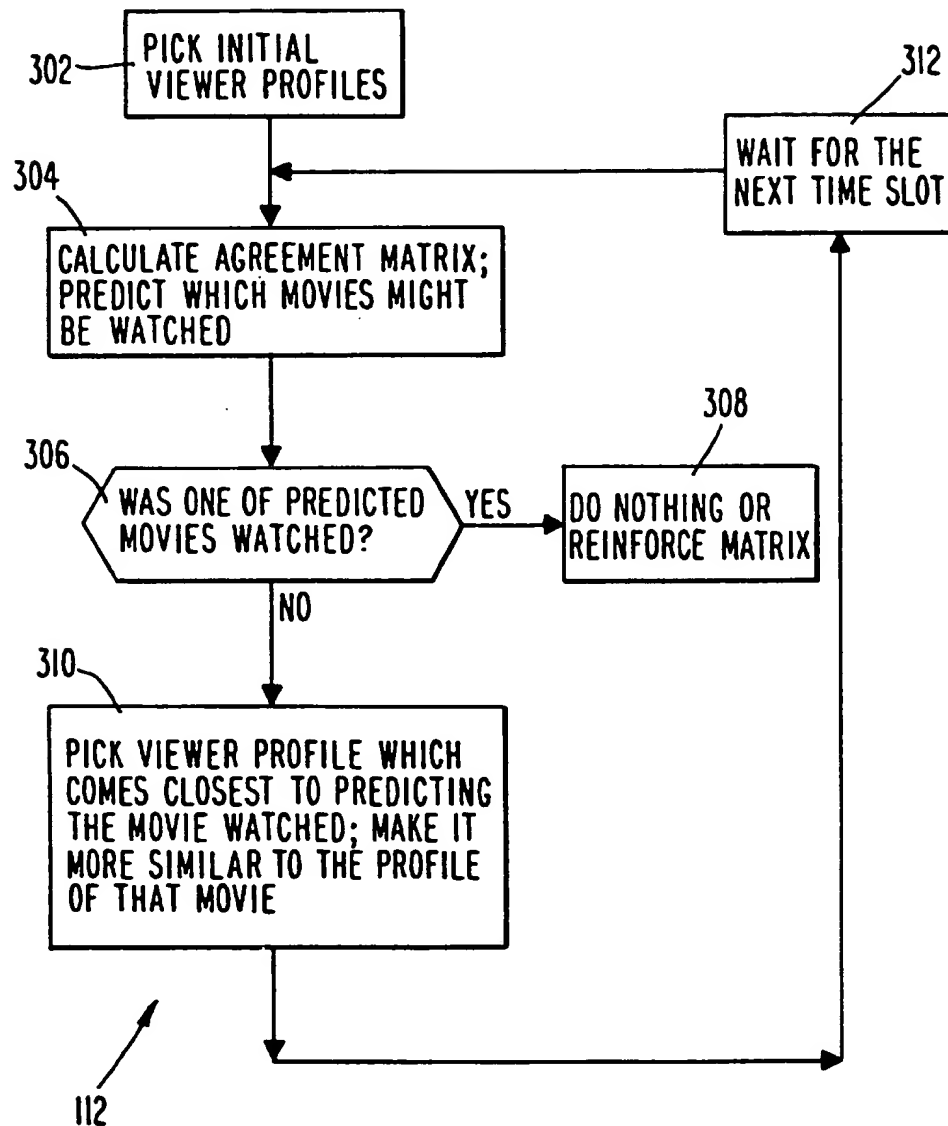 302
PICK INITIAL
VIEWER PROFILES
312
WAIT FOR THE
NEXT TIME SLOT
304
CALCULATE AGREEMENT MATRIX;
PREDICT WHICH MOVIES MIGHT
BE WATCHED
306
WAS ONE OF PREDICTED
MOVIES WATCHED?
YES
308
DO NOTHING OR
REINFORCE MATRIX
NO
310
PICK VIEWER PROFILE WHICH
COMES CLOSEST TO PREDICTING
THE MOVIE WATCHED; MAKE IT
MORE SIMILAR TO THE PROFILE
OF THAT MOVIE
112